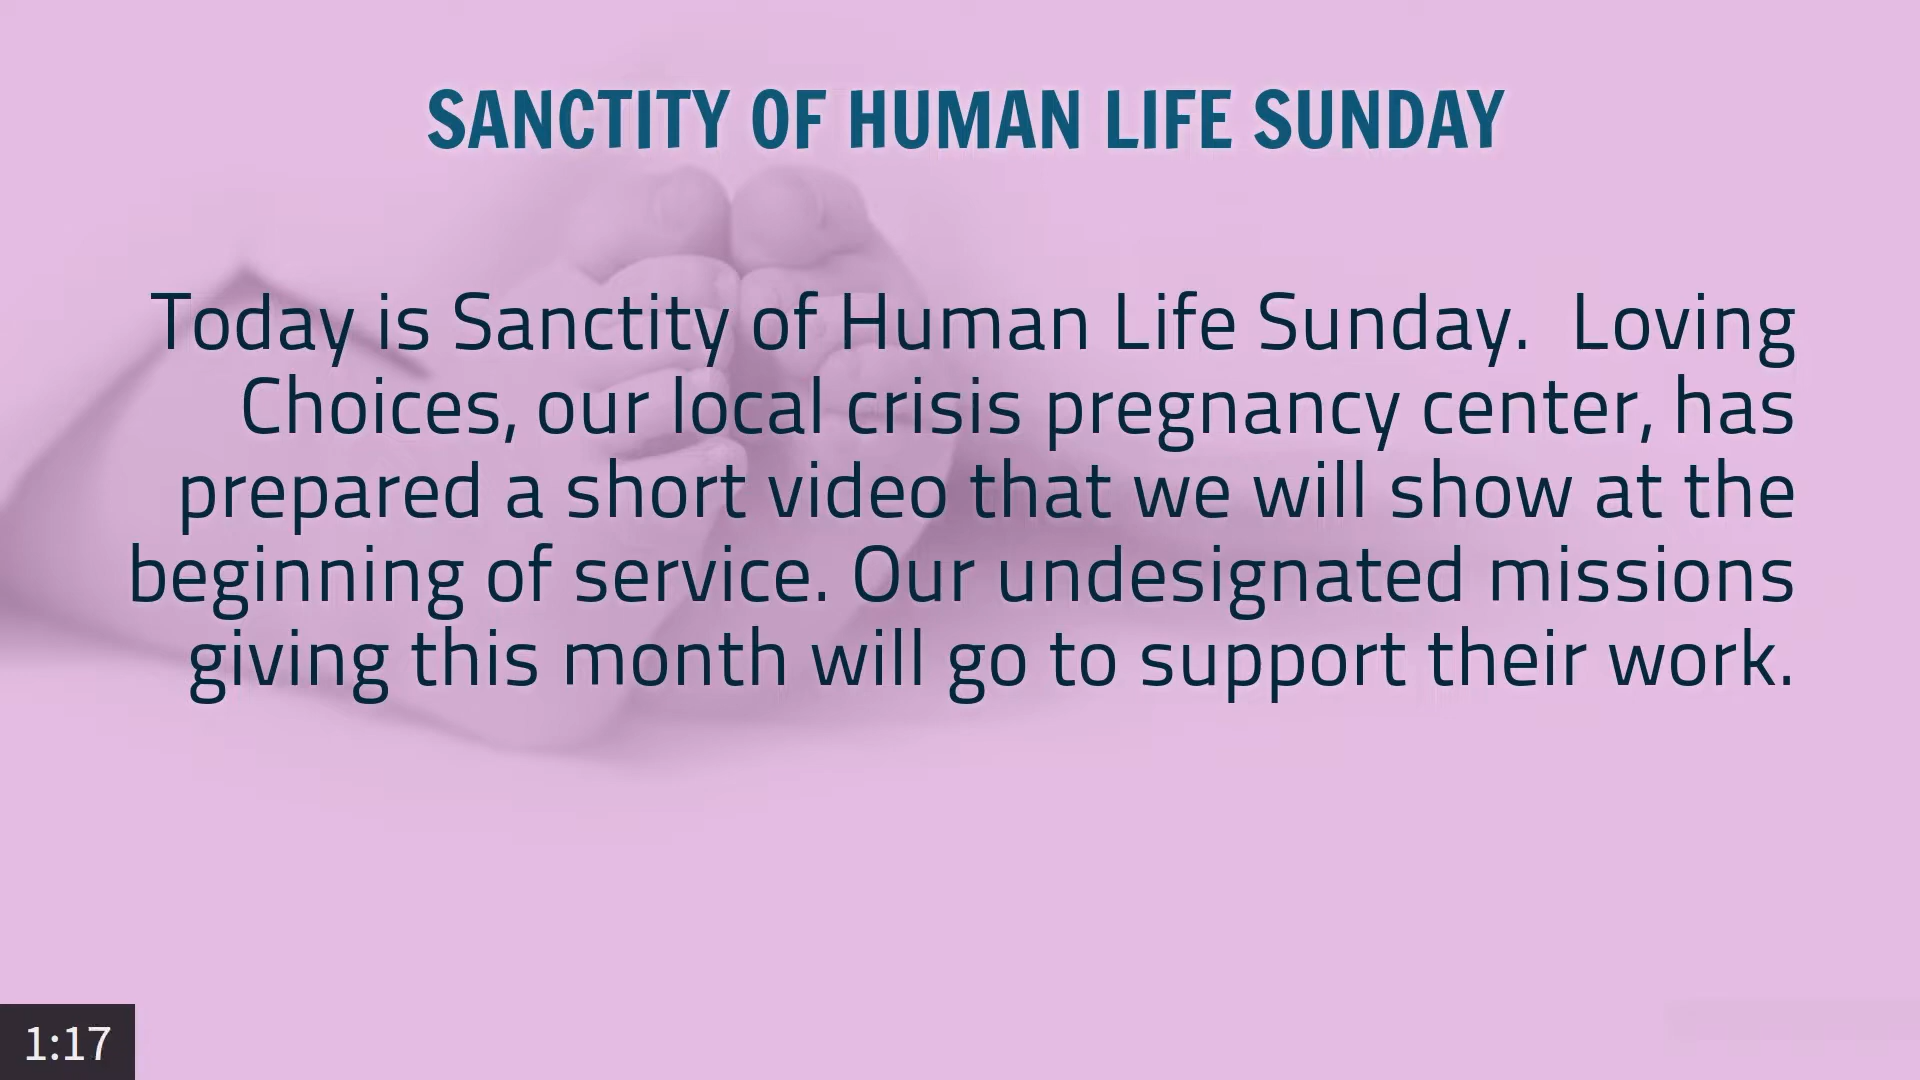 SANCTITY OF HUMAN LIFE SUNDAY
Today is Sanctity of Human Life Sunday.  Loving
Choices, our local crisis pregnancy center, has
prepared a short video that we will show at the
beginning of service. Our undesignated missions
giving this month will go to support their work.
1:17